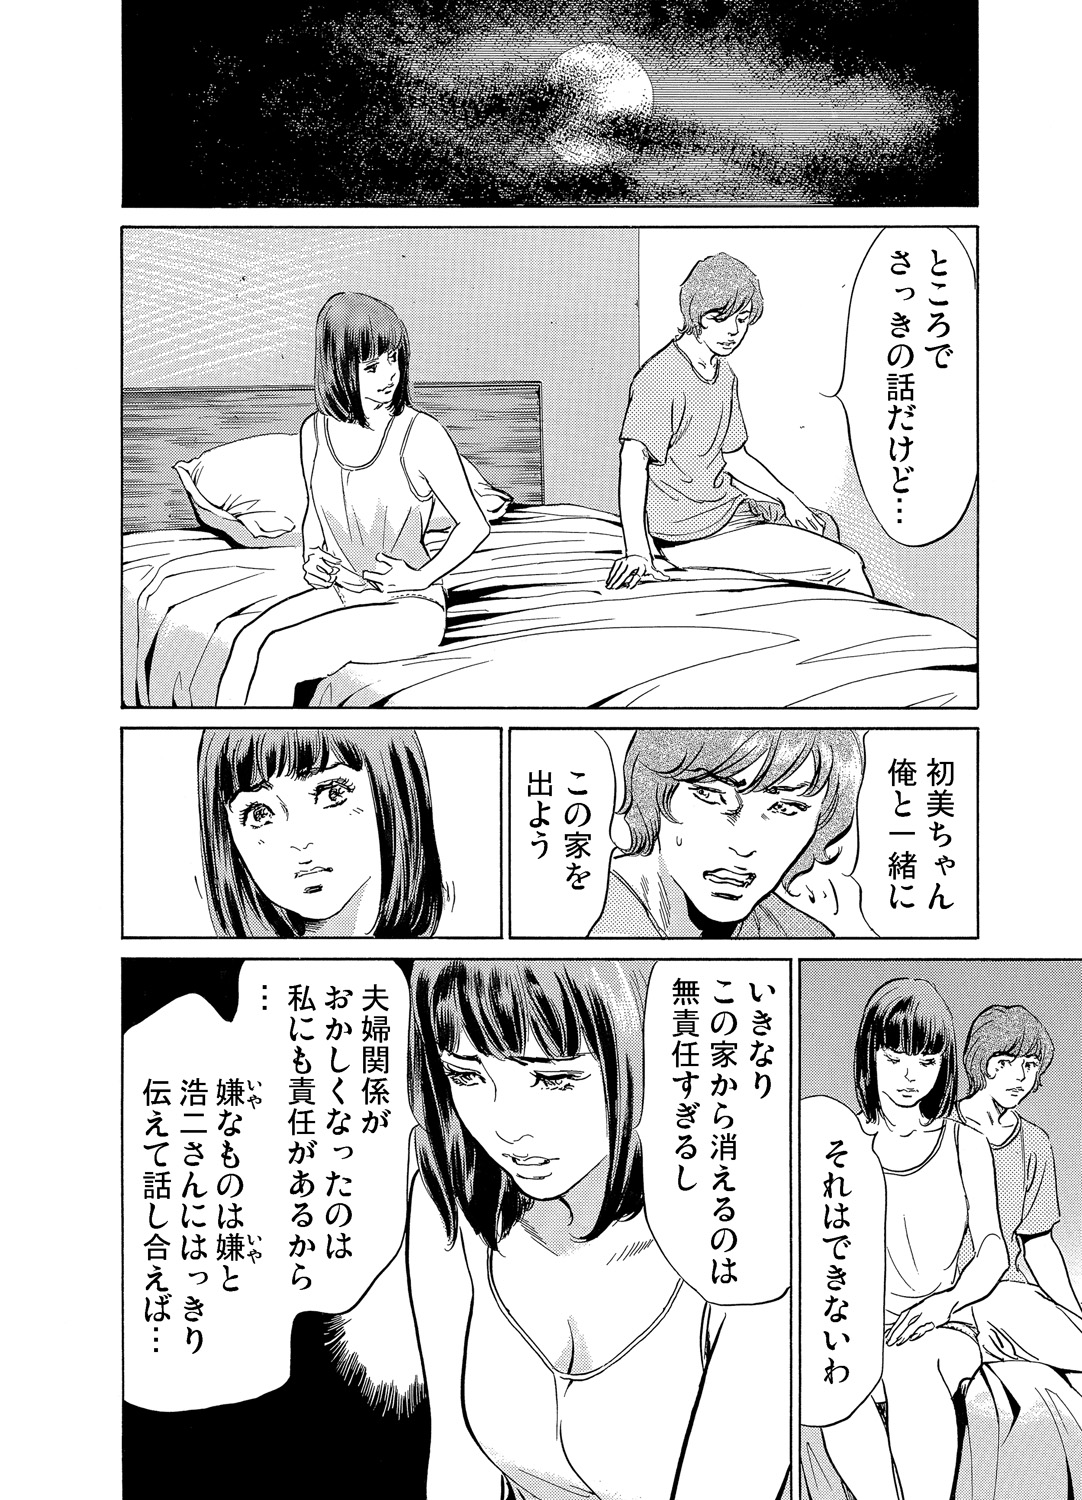 ところで
さっきの話だけど…
初美ちゃん
俺と一緒に
この家を
出よう
それはできないわ
いきなり
この家から消えるのは
無責任すぎるし
夫婦関係が
おかしくなったのは
私にも責任があるから
…
嫌なものは嫌と
いや
いや
浩二さんにはっきり
伝えて話し合えば…